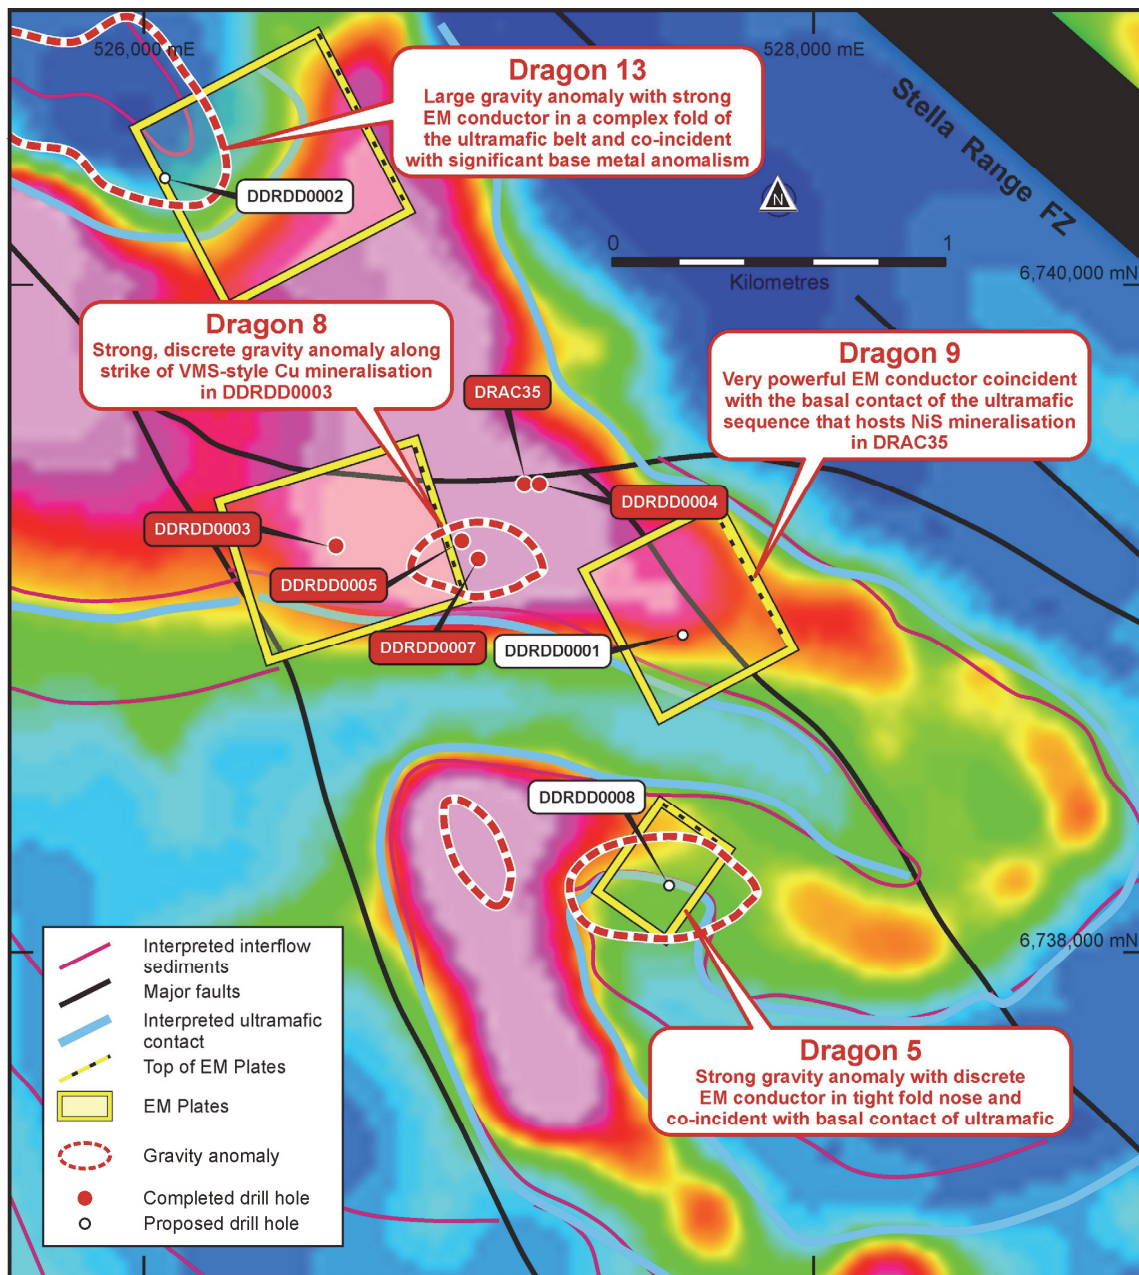 526,000 mE
528,000 mE
Dragon 13
Large gravity anomaly with strong
EM conductor in a complex fold of
the ultramafic belt and co-incident
with significant base metal anomalism
Stella Range FZ
DDRDD0002
N
0
1
Kilometres
6,740,000 mN
Dragon 8
Strong, discrete gravity anomaly along
strike of VMS-style Cu mineralisation
in DDRDD0003
Dragon 9
Very powerful EM conductor coincident
with the basal contact of the ultramafic
sequence that hosts NiS mineralisation
in DRAC35
DRAC35
DDRDD0004
DDRDD0003
DDRDD0005
DDRDD0007
DDRDD0001
DDRDD0008
6,738,000 mN
Dragon 5
Strong gravity anomaly with discrete
EM conductor in tight fold nose and
co-incident with basal contact of ultramafic
Interpreted interflow
sediments
Major faults
Interpreted ultramafic
contact
Top of EM Plates
EM Plates
Gravity anomaly
Completed drill hole
Proposed drill hole